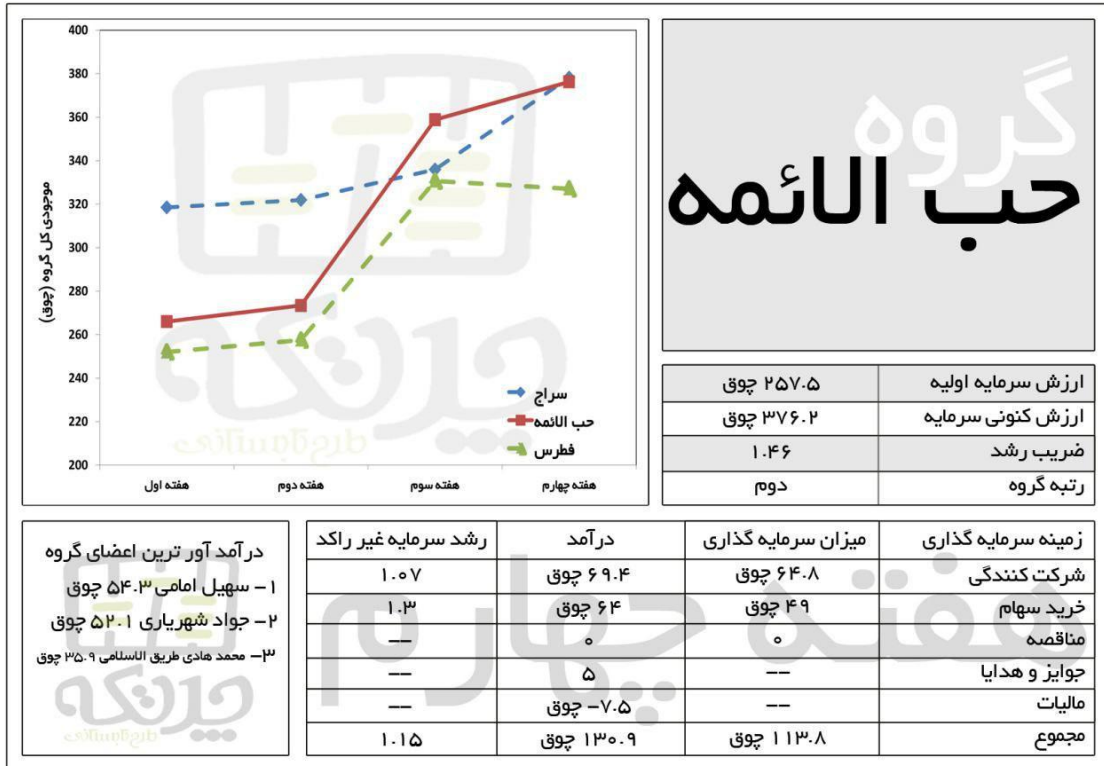 گروه
حب الائمه
400
380
360
340
320
300
280
260
240
220
200
موجودی کل گروه (چوق)
هفته اول
هفته دوم
هفته سوم
هفته چهارم
سراج
حب الائمه
فطرس
چرتکه
طرح تابستانی
ارزش سرمایه اولیه ۲۵۷.۵ چوق
ارزش کنونی سرمایه ۳۷۶.۲ چوق
ضریب رشد ۱.۴۶
رتبه گروه دوم
هفته چهارم
زمینه سرمایه گذاری میزان سرمایه گذاری درآمد رشد سرمایه غیر راکد
شرکت کنندگی ۶۴.۸ چوق ۶۹.۴ چوق ۱.۰۷
خرید سهام ۴۹ چوق ۶۴ چوق ۱.۳
مناقصه ۰ ۰ --
جوایز و هدایا -- ۵ --
مالیات -- ۷.۵- چوق --
مجموع ۱۱۳.۸ چوق ۱۳۰.۹ چوق ۱.۱۵
درآمد آور ترین اعضای گروه
۱- سهیل امامی ۵۴.۳ چوق
۲- جواد شهریاری ۵۲.۱ چوق
۳- محمد هادی طریق الاسلامی ۳۵.۹ چوق
چرتکه
طرح تابستانی